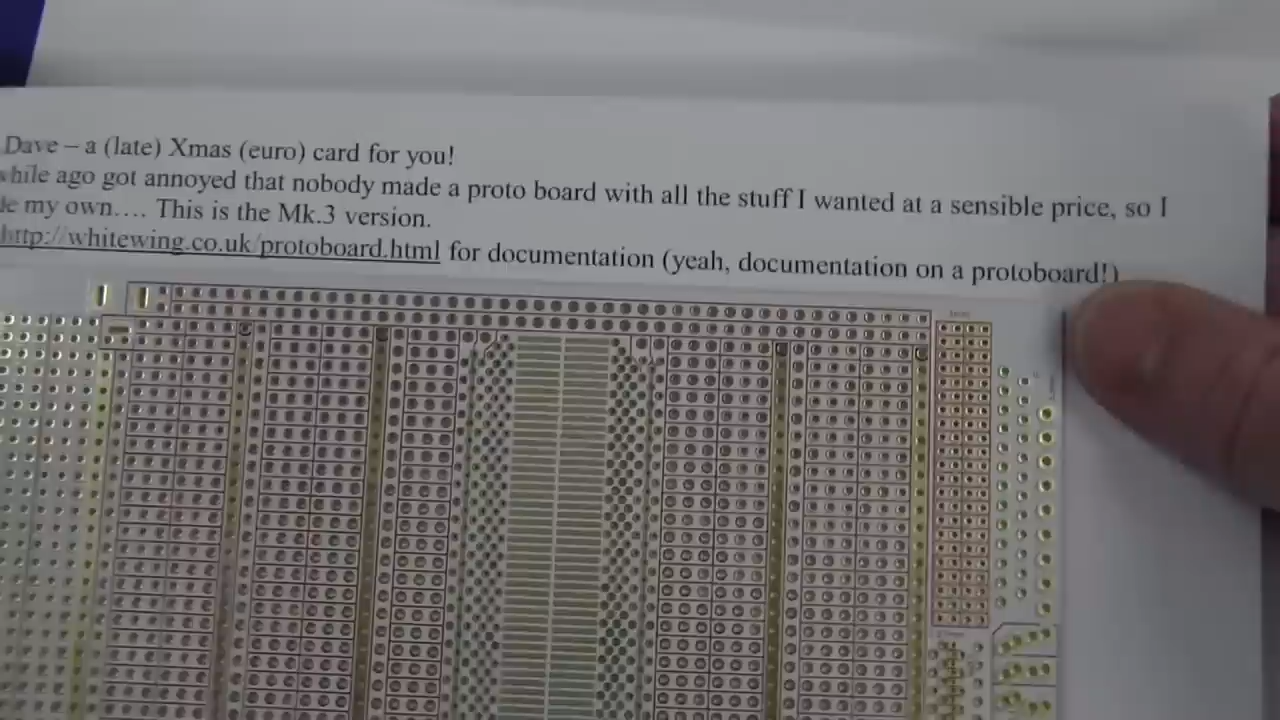 Dave – a (late) Xmas (euro) card for you!
while ago got annoyed that nobody made a proto board with all the stuff I wanted at a sensible price, so I
my own.... This is the Mk.3 version.
http://whitewing.co.uk/protoboard.html for documentation (yeah, documentation on a protoboard!)